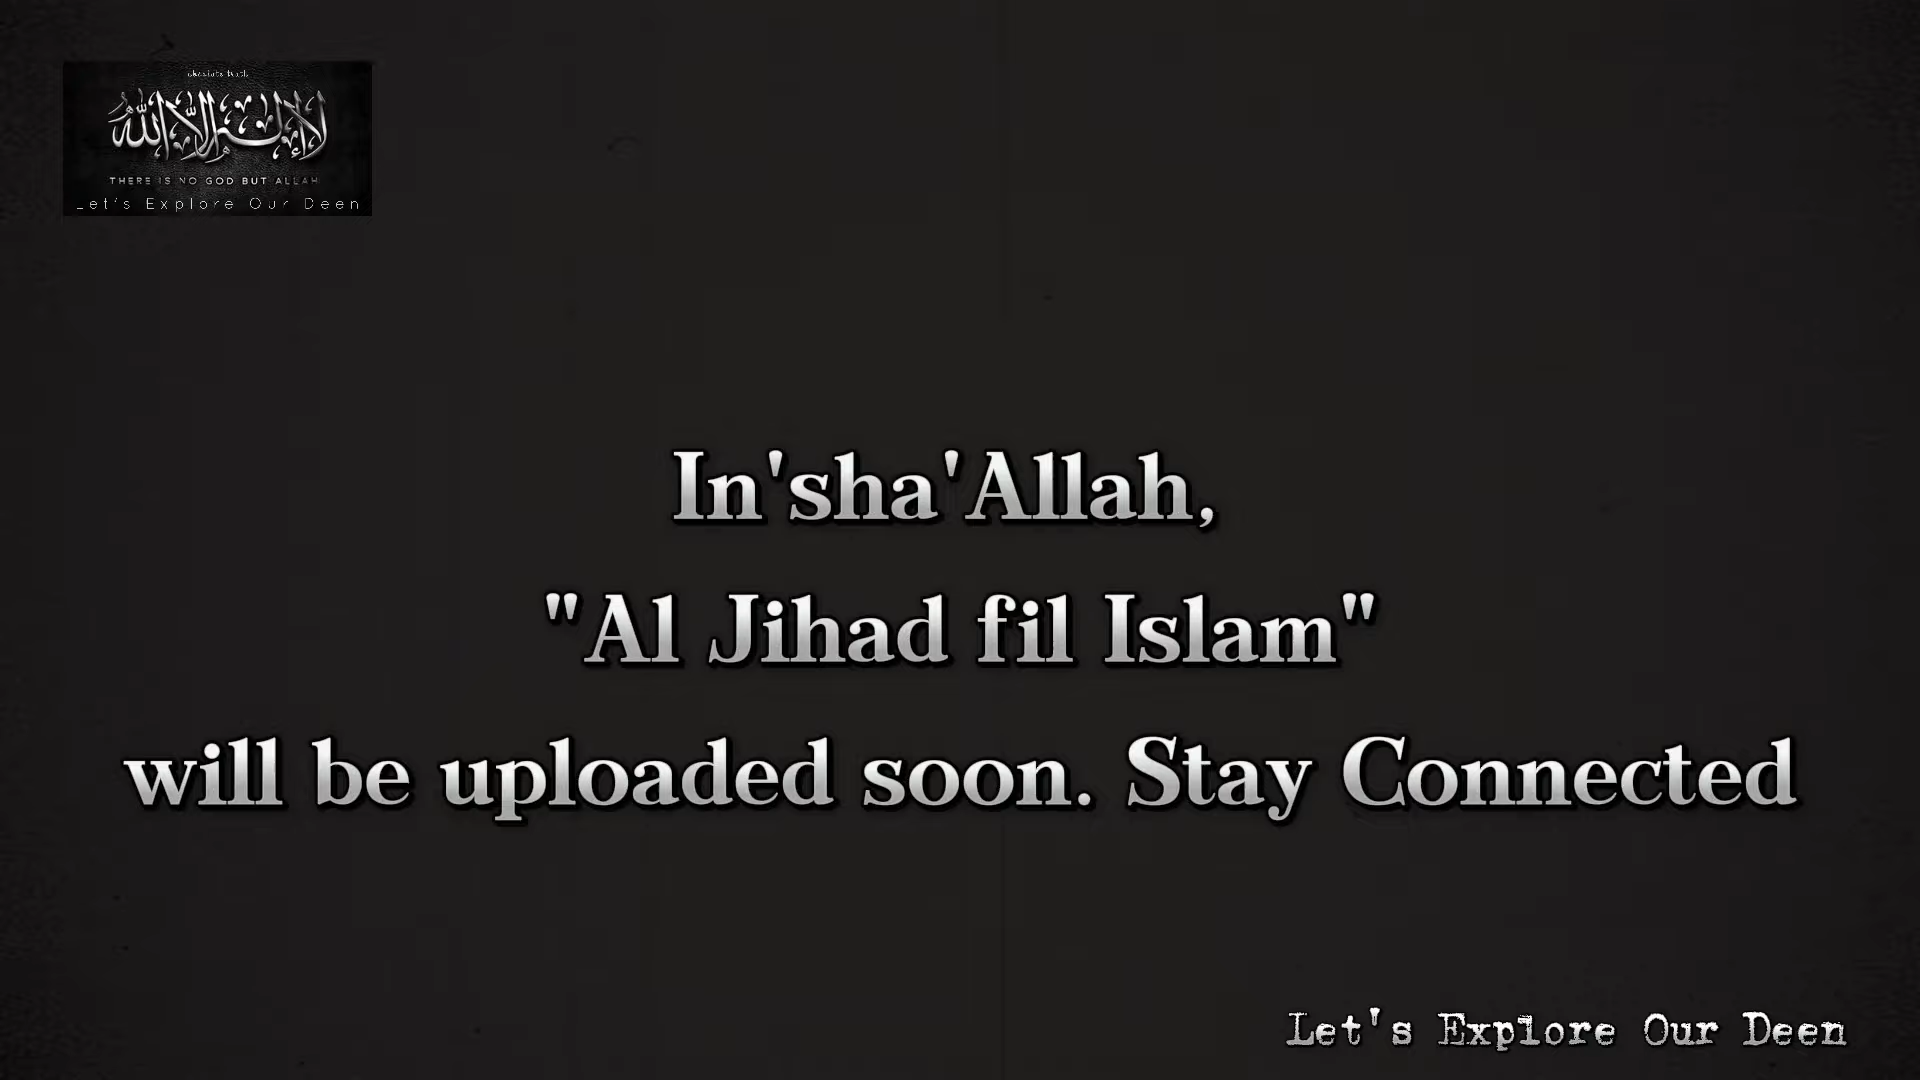 لا إله إلا الله
THERE IS NO GOD BUT ALLAH
Let's Explore Our Deen
In'sha'Allah,
"Al Jihad fil Islam"
will be uploaded soon. Stay Connected
Let's Explore Our Deen